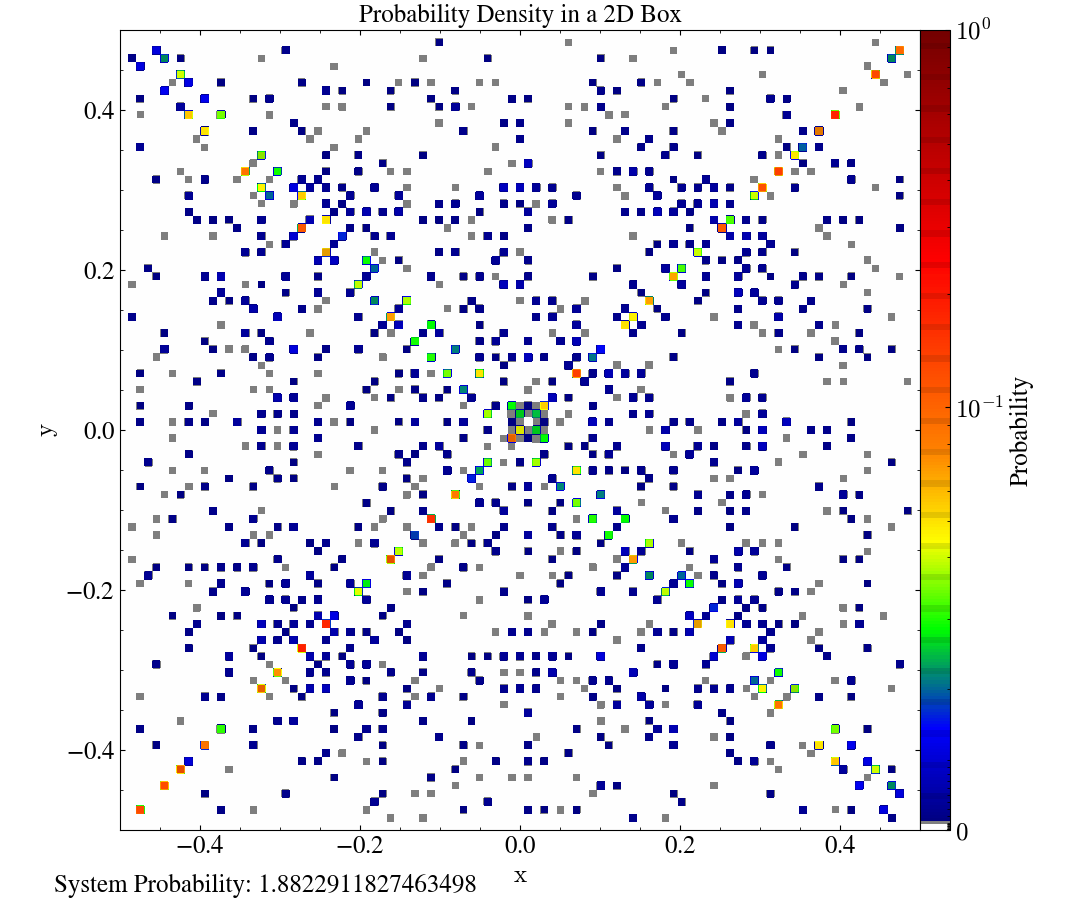 Probability Density in a 2D Box
10^0
0.4
0.2
0.0
−0.2
−0.4
y
10^−1
Probability
0
−0.4 −0.2 0.0 0.2 0.4
x
System Probability: 1.8822911827463498